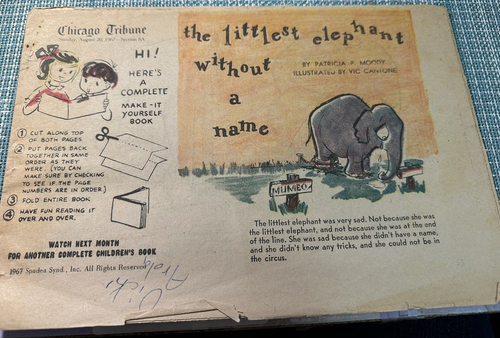 Chicago Tribune
Sunday, August 20, 1967 - Section 5A
HI!
HERE'S
A
COMPLETE
MAKE-IT
YOURSELF
BOOK
① CUT ALONG TOP
OF BOTH PAGES
② PUT PAGES BACK
TOGETHER IN SAME
ORDER AS THEY
WERE. (YOU CAN
MAKE SURE BY CHECKING
TO SEE IF THE PAGE
NUMBERS ARE IN ORDER.)
③ FOLD ENTIRE BOOK.
④ HAVE FUN READING IT
OVER AND OVER.
WATCH NEXT MONTH
FOR ANOTHER COMPLETE CHILDREN'S BOOK
1967 Spadea Synd., Inc. All Rights Reserved
Vicki
the littlest elephant
without
a
name
BY PATRICIA P. MOODY
ILLUSTRATED BY VIC CANTONE
MUMBO
The littlest elephant was very sad. Not because she was
the littlest elephant, not because she was at the end
of the line. She was sad because she didn't have a name,
and she didn't know any tricks, and she could not be in
the circus.